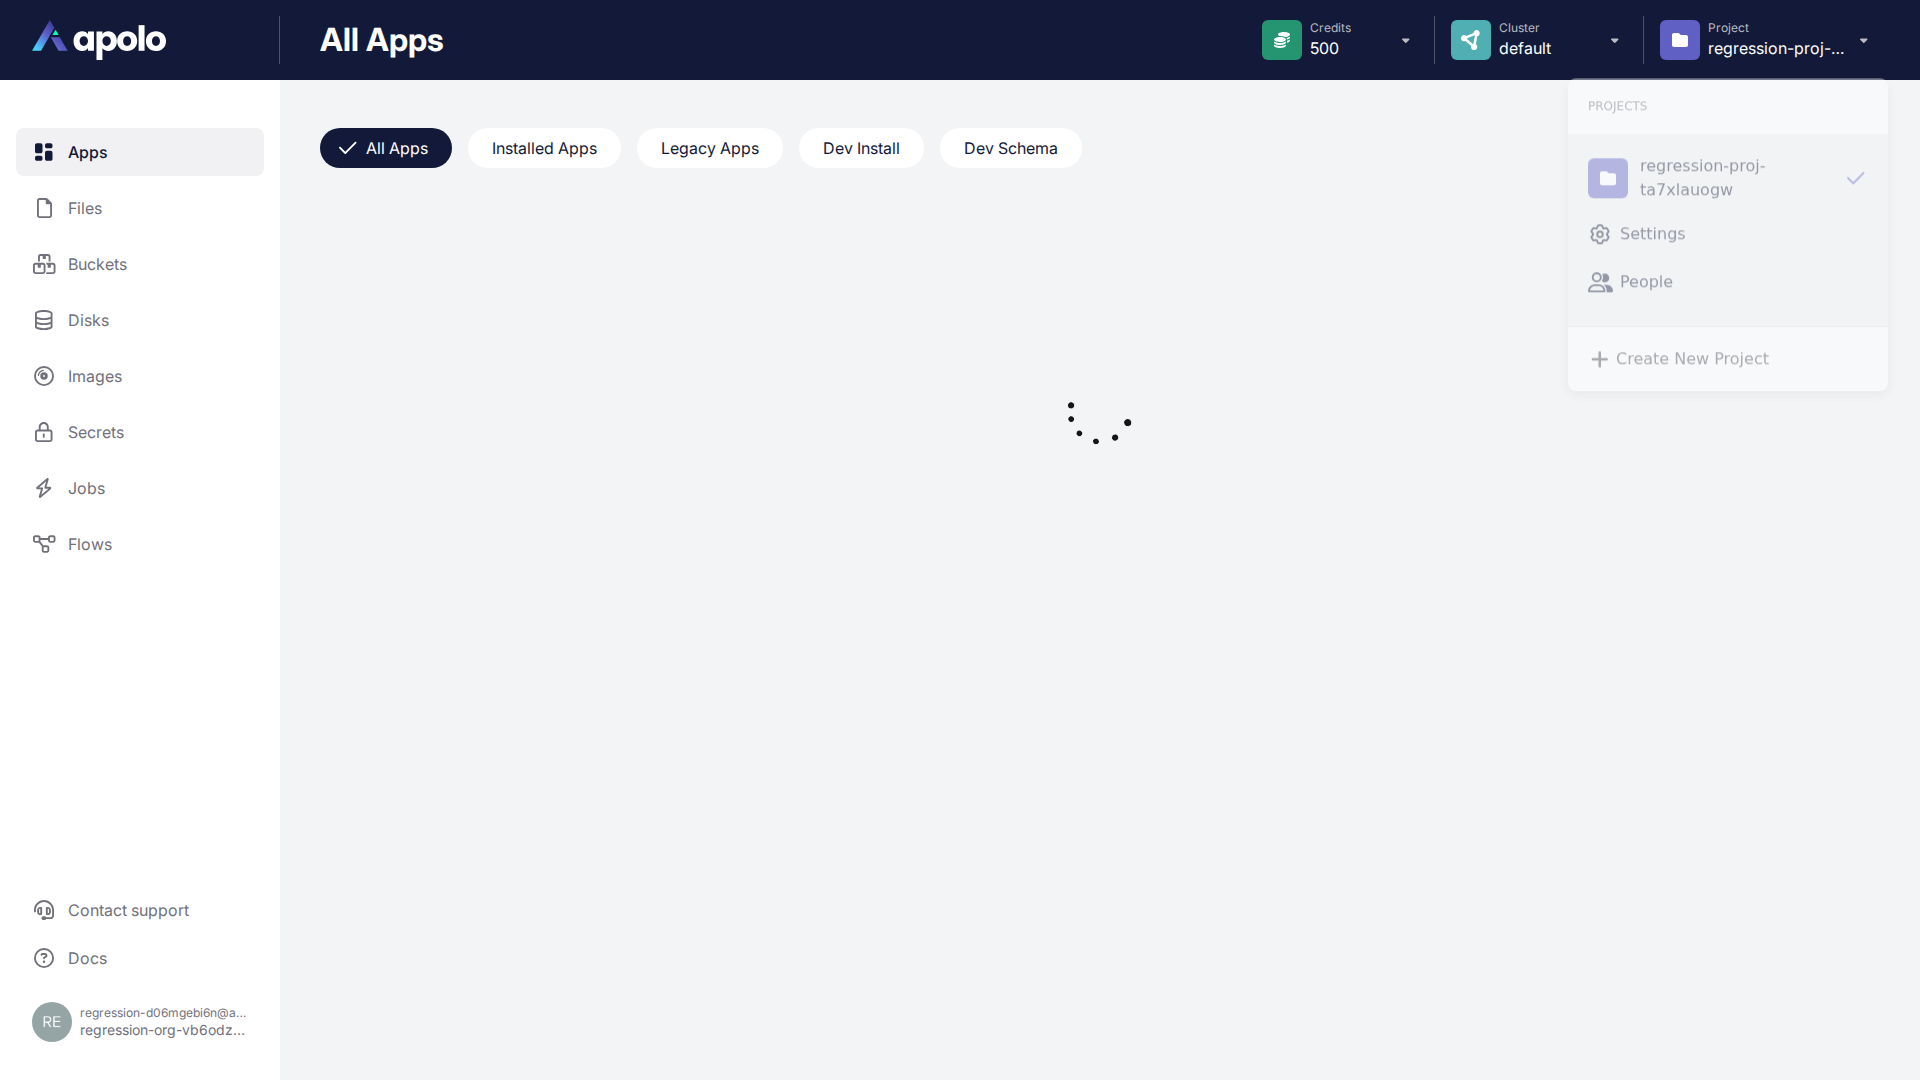 apolo
All Apps
Credits
500
Cluster
default
Project
regression-proj-...
Apps
Files
Buckets
Disks
Images
Secrets
Jobs
Flows
Contact support
Docs
RE
regression-d06mgebi6n@a...
regression-org-vb6odz...
All Apps
Installed Apps
Legacy Apps
Dev Install
Dev Schema
PROJECTS
regression-proj-
ta7xlauogw
Settings
People
Create New Project